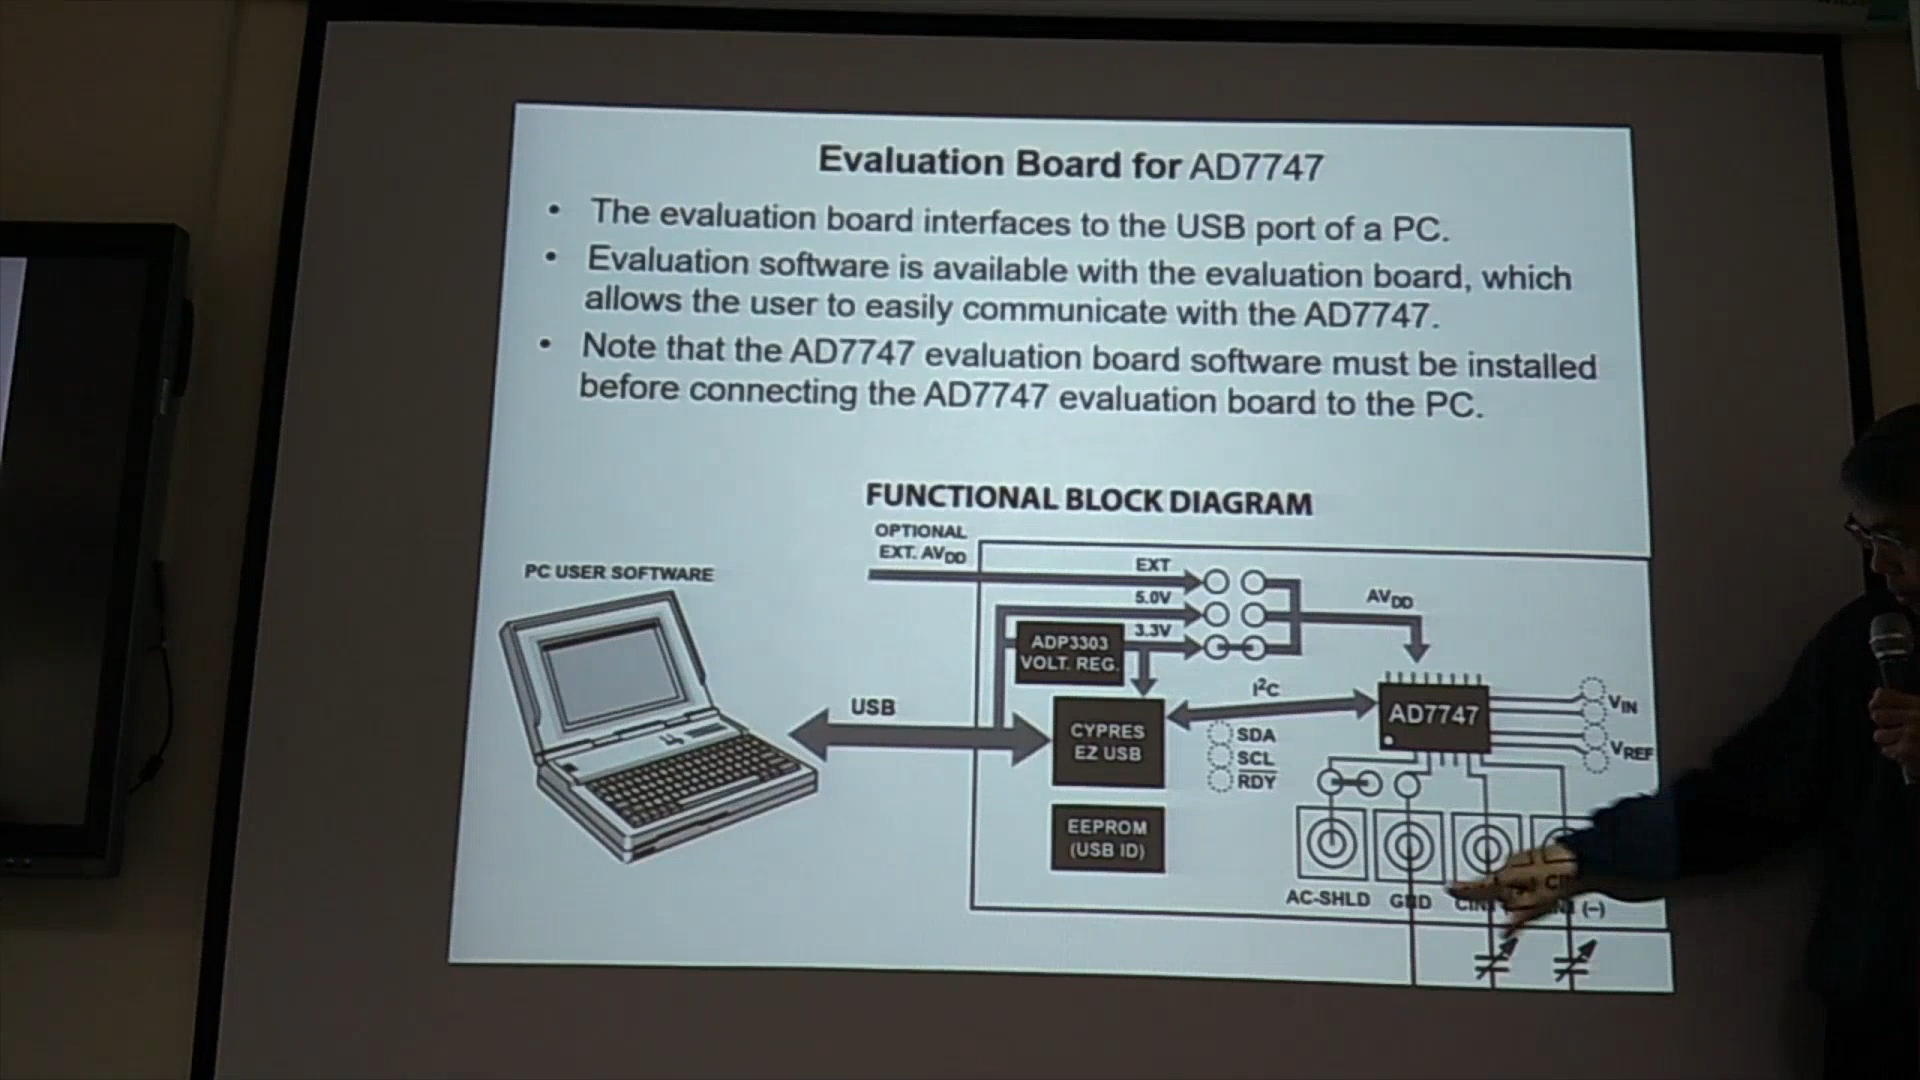 Evaluation Board for AD7747
• The evaluation board interfaces to the USB port of a PC.
• Evaluation software is available with the evaluation board, which
allows the user to easily communicate with the AD7747.
• Note that the AD7747 evaluation board software must be installed
before connecting the AD7747 evaluation board to the PC.
FUNCTIONAL BLOCK DIAGRAM
OPTIONAL
EXT. AVDD
PC USER SOFTWARE
EXT
5.0V
3.3V
AVDD
ADP3303
VOLT. REG.
USB
I²C
CYPRES
EZ USB
SDA
SCL
RDY
AD7747
VIN
VREF
EEPROM
(USB ID)
AC-SHLD
GND
(–)